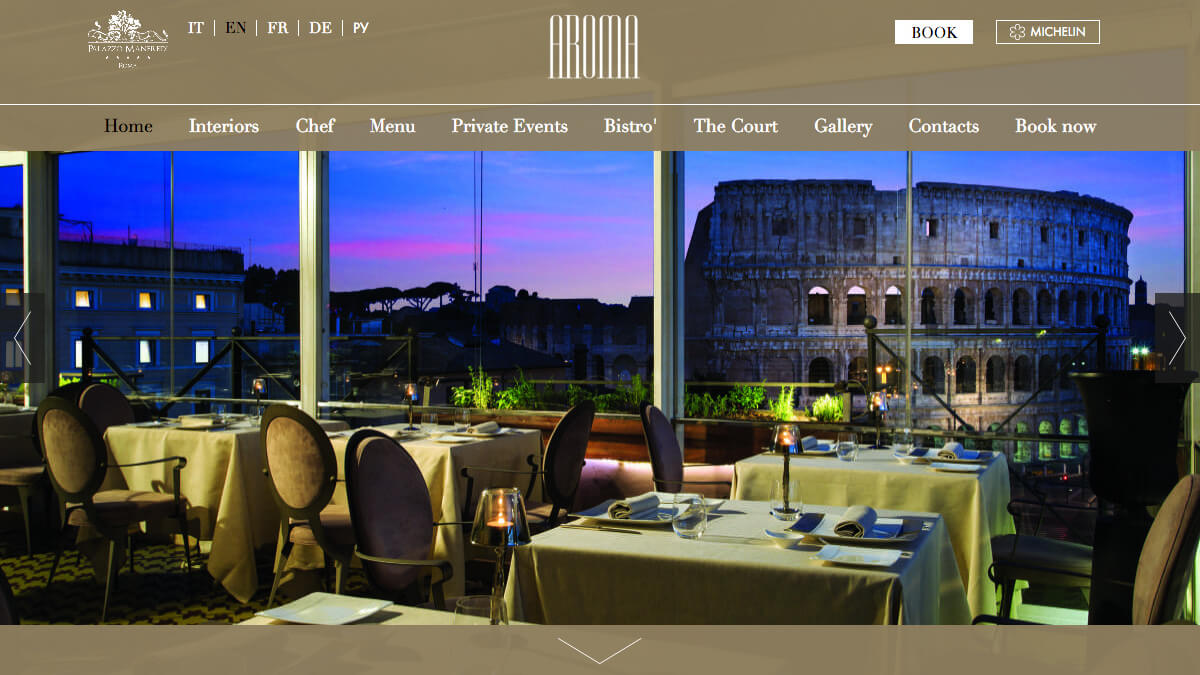 PALAZZO MANFREDI
ROMA
IT | EN | FR | DE | РУ
AROMA
BOOK
MICHELIN
Home Interiors Chef Menu Private Events Bistro' The Court Gallery Contacts Book now